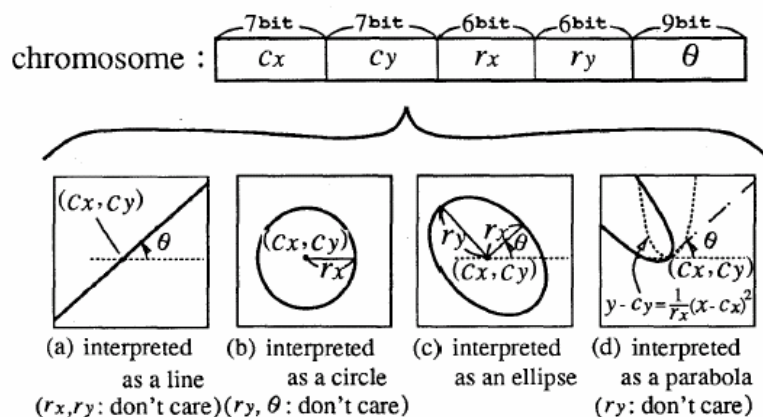 7bit 7bit 6bit 6bit 9bit
chromosome : Cx Cy rx ry θ
(Cx, Cy) θ
(Cx, Cy) rx
ry rx θ (Cx, Cy)
θ (Cx, Cy) y - Cy = 1/rx (x - Cx)^2
(a) interpreted as a line (rx, ry : don't care)
(b) interpreted as a circle (ry, θ : don't care)
(c) interpreted as an ellipse
(d) interpreted as a parabola (ry : don't care)